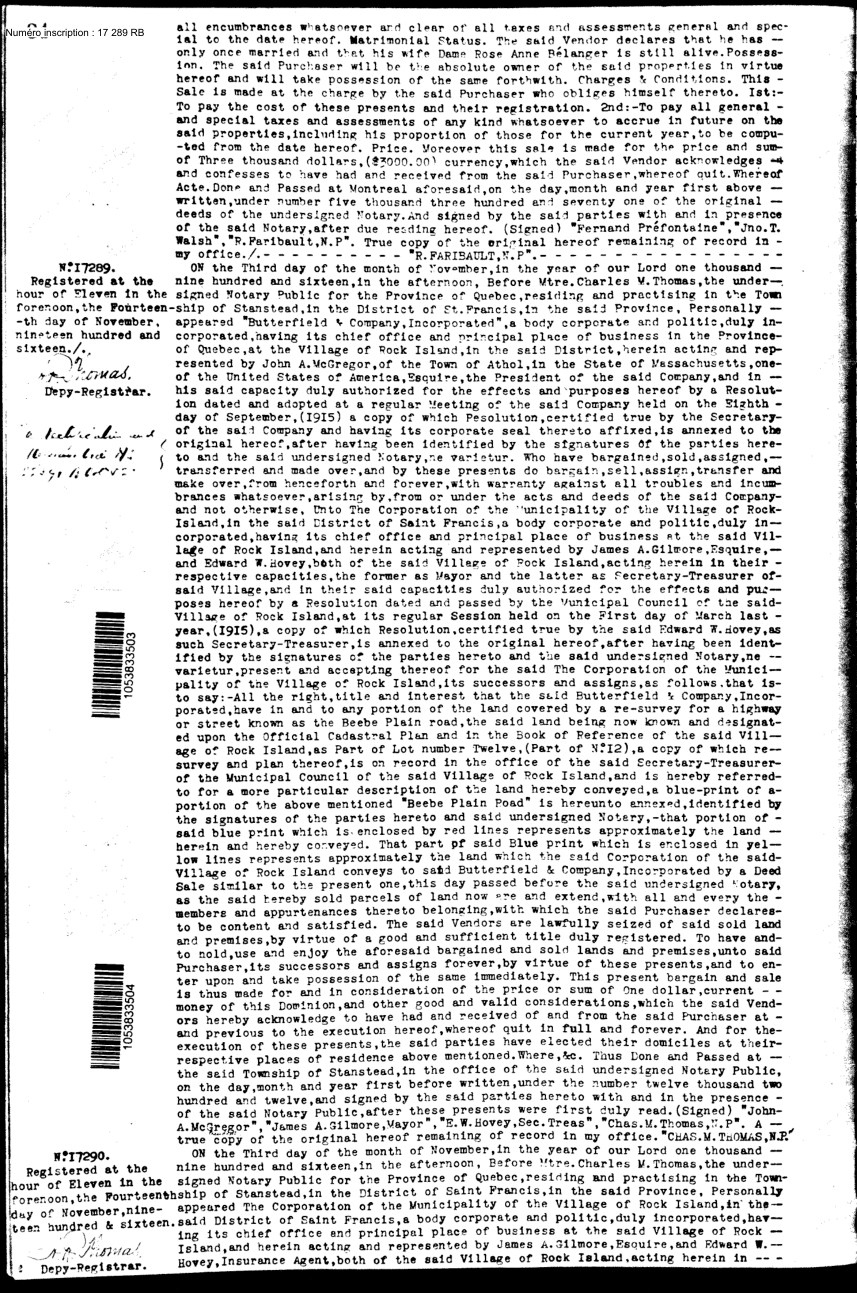 Numéro inscription : 17 289 RB
all encumbrances whatsoever and clear of all taxes and assessments general and spec-
ial to the date hereof. Matrimonial Status. The said Vendor declares that he has —
only once married and that his wife Dame Rose Anne Bélanger is still alive.Possess-
ion. The said Purchaser will be the absolute owner of the said properties in virtue
hereof and will take possession of the same forthwith. Charges & Conditions. This -
Sale is made at the charge by the said Purchaser who obliges himself thereto. Ist:-
To pay the cost of these presents and their registration. 2nd:-To pay all general -
and special taxes and assessments of any kind whatsoever to accrue in future on the
said properties,including his proportion of those for the current year,to be compu-
-ted from the date hereof. Price. Moreover this sale is made for the price and sum-
of Three thousand dollars,($3000.00) currency,which the said Vendor acknowledges —
and confesses to have had and received from the said Purchaser,whereof quit.Whereof
Acte.Done and Passed at Montreal aforesaid,on the day,month and year first above —
written,under number five thousand three hundred and seventy one of the original —
deeds of the undersigned Notary.And signed by the said parties with and in presence
of the said Notary,after due reading hereof. (Signed) "Fernand Préfontaine","Jno.T.
Walsh","R.Faribault,N.P". True copy of the original hereof remaining of record in -
my office./.- - - - - - - - - - - "R.FARIBAULT,N.P".- - - - - - - - - - - - - - - -
N°I7289.
Registered at the
hour of Eleven in the
forenoon,the Fourteen-
-th day of November,
nineteen hundred and
sixteen./.
Thomas.
Depy-Registrar.
ON the Third day of the month of November,in the year of our Lord one thousand —
nine hundred and sixteen,in the afternoon, Before Mtre.Charles M.Thomas,the under—
signed Notary Public for the Province of Quebec,residing and practising in the Town
ship of Stanstead,in the District of St.Francis,in the said Province, Personally —
appeared "Butterfield & Company,Incorporated",a body corporate and politic,duly in-
corporated,having its chief office and principal place of business in the Province-
of Quebec,at the Village of Rock Island,in the said District,herein acting and rep-
resented by John A.McGregor,of the Town of Athol,in the State of Massachusetts,one-
of the United States of America,Esquire,the President of the said Company,and in —
his said capacity duly authorized for the effects and purposes hereof by a Resolut-
ion dated and adopted at a regular Meeting of the said Company held on the Eighth -
day of September,(I9I5) a copy of which Resolution,certified true by the Secretary-
of the said Company and having its corporate seal hereto affixed,is annexed to the
original hereof,after having been identified by the signatures of the parties here-
to and the said undersigned Notary,ne varietur. Who have bargained,sold,assigned,—
transferred and made over,and by these presents do bargain,sell,assign,transfer and
make over,from henceforth and forever,with warranty against all troubles and incum-
brances whatsoever,arising by,from or under the acts and deeds of the said Company-
and not otherwise, Unto The Corporation of the Municipality of the Village of Rock-
Island,in the said District of Saint Francis,a body corporate and politic,duly in—
corporated,having its chief office and principal place of business at the said Vil-
lage of Rock Island,and herein acting and represented by James A.Gilmore,Esquire,—
and Edward W.Hovey,both of the said Village of Rock Island,acting herein in their -
respective capacities,the former as Mayor and the latter as Secretary-Treasurer of-
said Village,and in their said capacities duly authorized for the effects and pur—
poses hereof by a Resolution dated and passed by the Municipal Council of the said-
Village of Rock Island,at its regular Session held on the First day of March last -
year,(I9I5),a copy of which Resolution,certified true by the said Edward W.Hovey,as
such Secretary-Treasurer,is annexed to the original hereof,after having been ident-
ified by the signatures of the parties hereto and the said undersigned Notary,ne --
varietur,present and accepting thereof for the said The Corporation of the Munici—
pality of the Village of Rock Island,its successors and assigns,as follows.that is-
to say:-All the right,title and interest that the said Butterfield & Company,Incor-
porated,have in and to any portion of the land covered by a re-survey for a highway
or street known as the Beebe Plain road,the said land being now known and designat-
ed upon the Official Cadastral Plan and in the Book of Reference of the said Vill—
age of Rock Island,as Part of Lot number Twelve,(Part of N°I2),a copy of which re—
survey and plan thereof,is on record in the office of the said Secretary-Treasurer-
of the Municipal Council of the said Village of Rock Island,and is hereby referred-
to for a more particular description of the land hereby conveyed,a blue-print of a-
portion of the above mentioned "Beebe Plain Poad" is hereunto annexed,identified by
the signatures of the parties hereto and said undersigned Notary,-that portion of -
said blue print which is enclosed by red lines represents approximately the land —
herein and hereby conveyed. That part pf said Blue print which is enclosed in yel—
low lines represents approximately the land which the said Corporation of the said-
Village of Rock Island conveys to said Butterfield & Company,Incorporated by a Deed
Sale similar to the present one,this day passed before the said undersigned Notary,
as the said hereby sold parcels of land now are and extend,with all and every the -
members and appurtenances thereto belonging,with which the said Purchaser declares-
to be content and satisfied. The said Vendors are lawfully seized of said sold land
and premises,by virtue of a good and sufficient title duly registered. To have and-
to hold,use and enjoy the aforesaid bargained and sold lands and premises,unto said
Purchaser,its successors and assigns forever,by virtue of these presents,and to en-
ter upon and take possession of the same immediately. This present bargain and sale
is thus made for and in consideration of the price or sum of One dollar,current - -
money of this Dominion,and other good and valid considerations,which the said Vend-
ors hereby acknowledge to have had and received of and from the said Purchaser at -
and previous to the execution hereof,whereof quit in full and forever. And for the-
execution of these presents,the said parties have elected their domiciles at their-
respective places of residence above mentioned.Where,&c. Thus Done and Passed at —
the said Township of Stanstead,in the office of the said undersigned Notary Public,
on the day,month and year first before written,under the number twelve thousand two
hundred and twelve,and signed by the said parties hereto with and in the presence -
of the said Notary Public,after these presents were first duly read.(Signed) "John-
A.McGregor","James A.Gilmore,Mayor","E.W.Hovey,Sec.Treas","Chas.M.Thomas,N.P". A —
true copy of the original hereof remaining of record in my office."CHAS.M.THOMAS,N.P."
1053833503
1053833504
N°I7290.
Registered at the
hour of Eleven in the
forenoon,the Fourteenth
day of November,nine-
teen hundred & sixteen.
Thomas
Depy-Registrar.
ON the Third day of the month of November,in the year of our Lord one thousand —
nine hundred and sixteen,in the afternoon, Before Mtre.Charles M.Thomas,the under—
signed Notary Public for the Province of Quebec,residing and practising in the Town-
ship of Stanstead,in the District of Saint Francis,in the said Province, Personally
appeared The Corporation of the Municipality of the Village of Rock Island,in the—
said District of Saint Francis,a body corporate and politic,duly incorporated,hav—
ing its chief office and principal place of business at the said Village of Rock —
Island,and herein acting and represented by James A.Gilmore,Esquire,and Edward W.—
Hovey,Insurance Agent,both of the said Village of Rock Island,acting herein in -- -